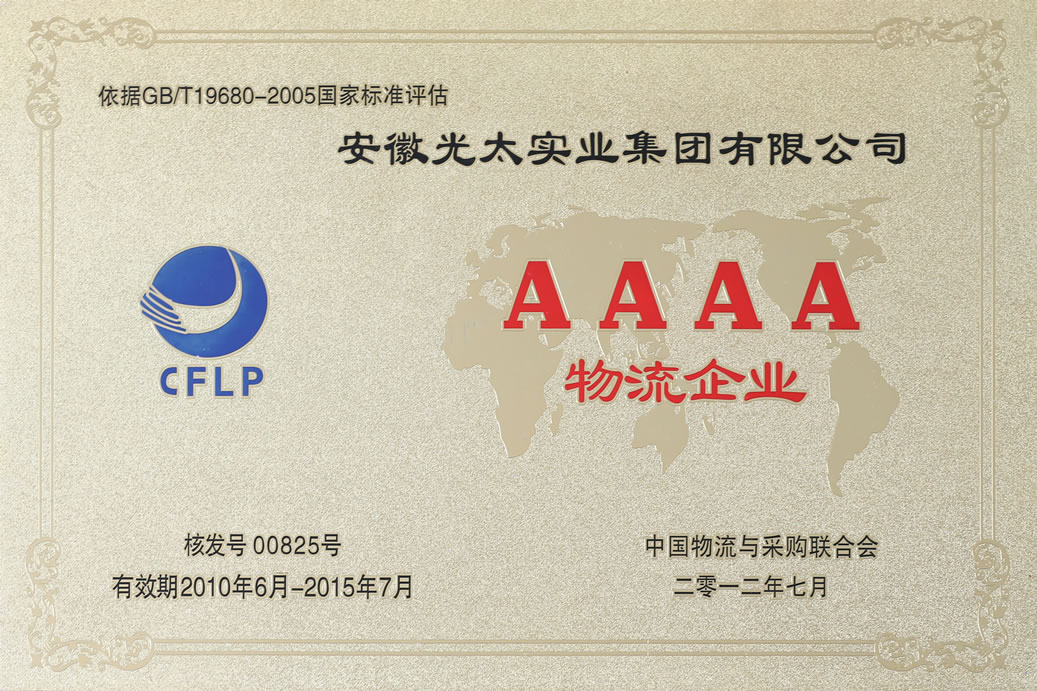 依据GB/T19680-2005国家标准评估
安徽光太实业集团有限公司
AAAA
物流企业
CFLP
核发号 00825号
有效期2010年6月-2015年7月
中国物流与采购联合会
二零一二年七月